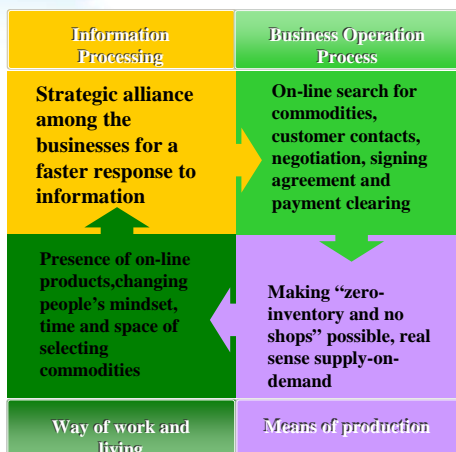 Information
Processing
Business Operation
Process
Strategic alliance
among the
businesses for a
faster response to
information
On-line search for
commodities,
customer contacts,
negotiation, signing
agreement and
payment clearing
Presence of on-line
products,changing
people's mindset,
time and space of
selecting
commodities
Making “zero-
inventory and no
shops” possible, real
sense supply-on-
demand
Way of work and
living
Means of production